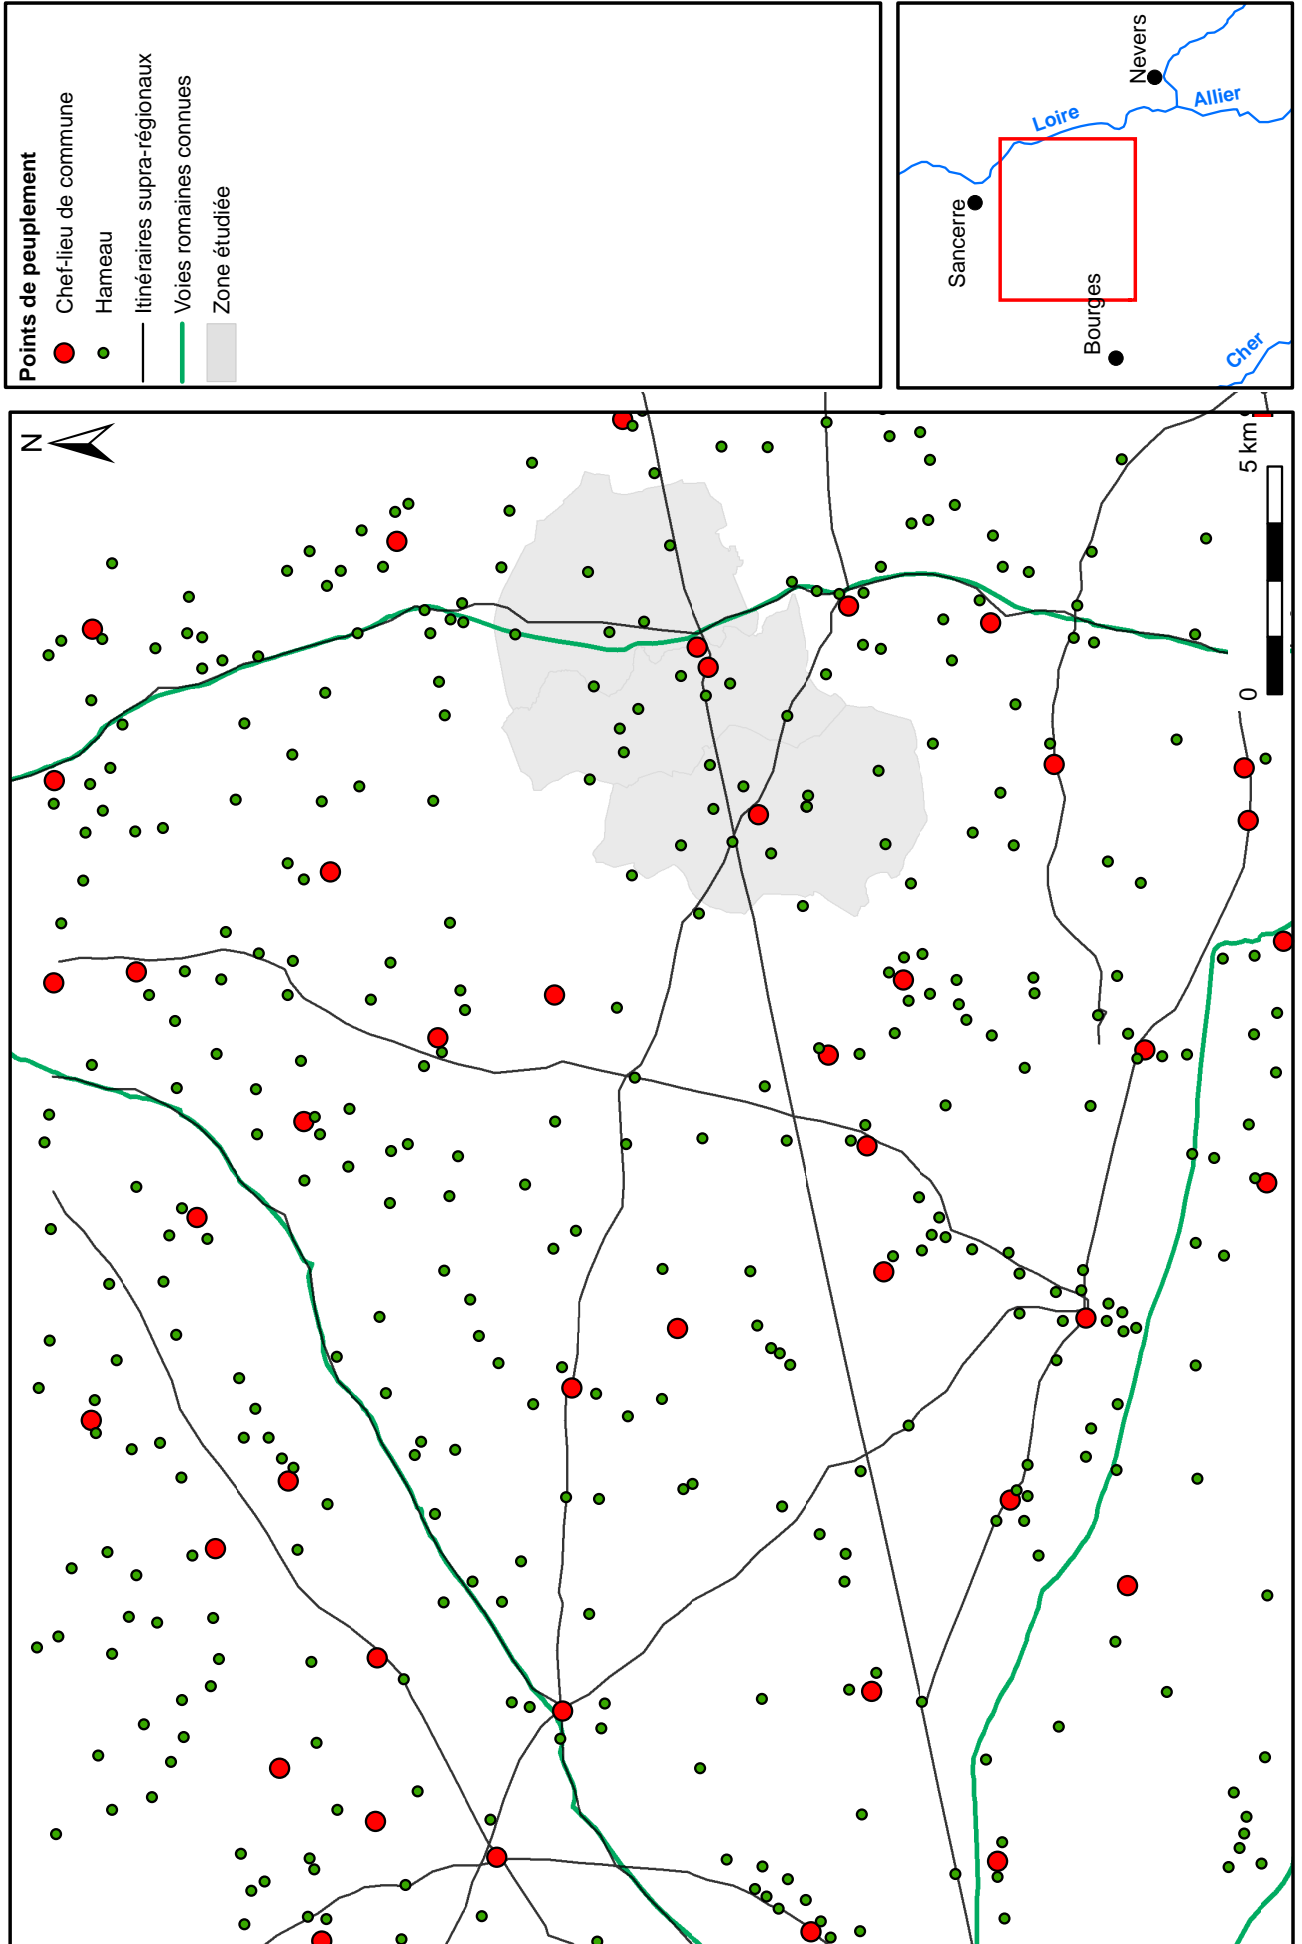 N
0
5 km
Points de peuplement
Chef-lieu de commune
Hameau
Itinéraires supra-régionaux
Voies romaines connues
Zone étudiée
Sancerre
Loire
Nevers
Allier
Bourges
Cher